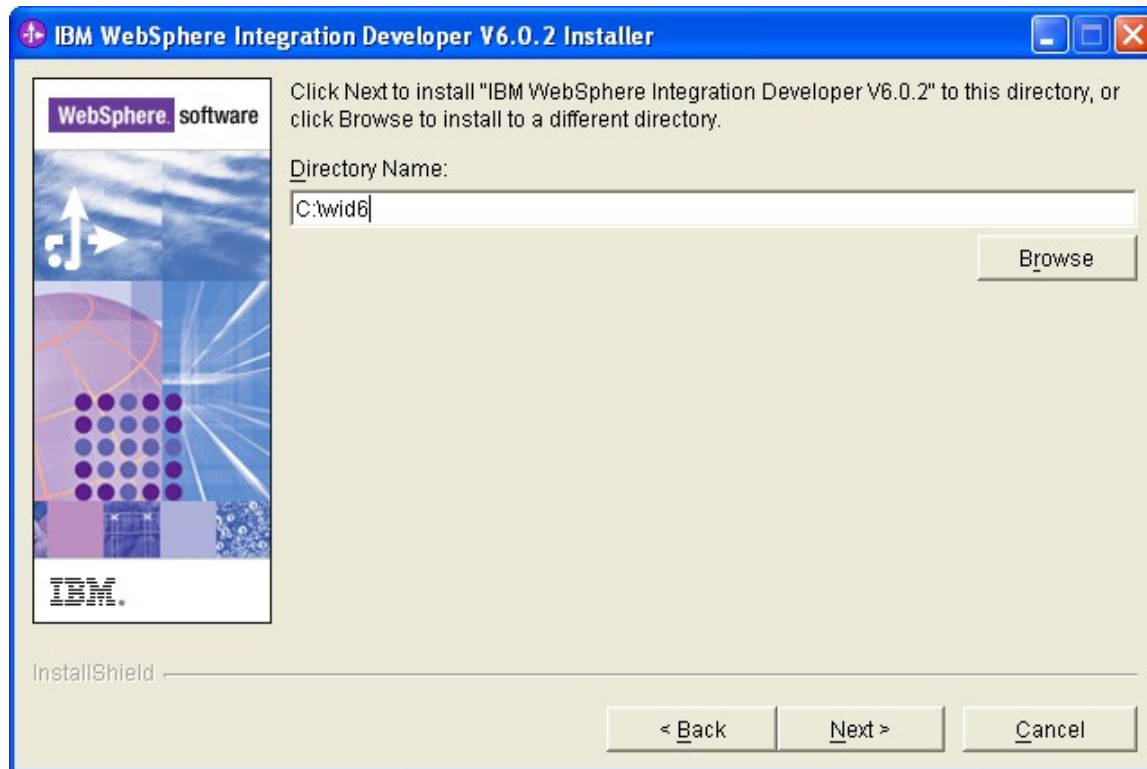 IBM WebSphere Integration Developer V6.0.2 Installer
WebSphere. software
Click Next to install "IBM WebSphere Integration Developer V6.0.2" to this directory, or
click Browse to install to a different directory.
Directory Name:
C:\wid6
Browse
IBM.
InstallShield
< Back
Next >
Cancel